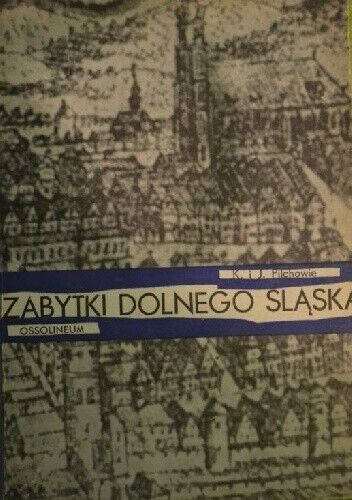 K. i J. Pilchowie
ZABYTKI DOLNEGO ŚLĄSKA
OSSOLINEUM